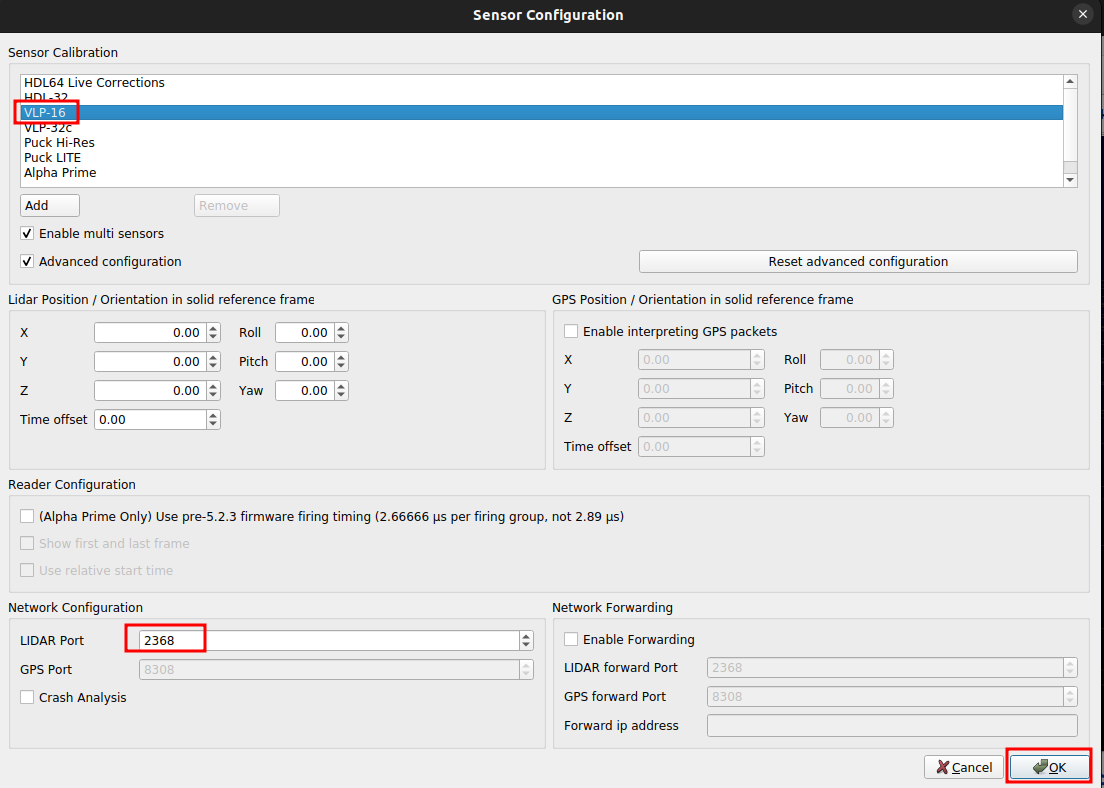 Sensor Configuration
Sensor Calibration
HDL64 Live Corrections
HDL-32
VLP-16
VLP-32c
Puck Hi-Res
Puck LITE
Alpha Prime
Add Remove
Enable multi sensors
Advanced configuration Reset advanced configuration
Lidar Position / Orientation in solid reference frame
X 0.00 Roll 0.00
Y 0.00 Pitch 0.00
Z 0.00 Yaw 0.00
Time offset 0.00
GPS Position / Orientation in solid reference frame
Enable interpreting GPS packets
X 0.00 Roll 0.00
Y 0.00 Pitch 0.00
Z 0.00 Yaw 0.00
Time offset 0.00
Reader Configuration
(Alpha Prime Only) Use pre-5.2.3 firmware firing timing (2.66666 µs per firing group, not 2.89 µs)
Show first and last frame
Use relative start time
Network Configuration
LIDAR Port 2368
GPS Port 8308
Crash Analysis
Network Forwarding
Enable Forwarding
LIDAR forward Port 2368
GPS forward Port 8308
Forward ip address
Cancel OK